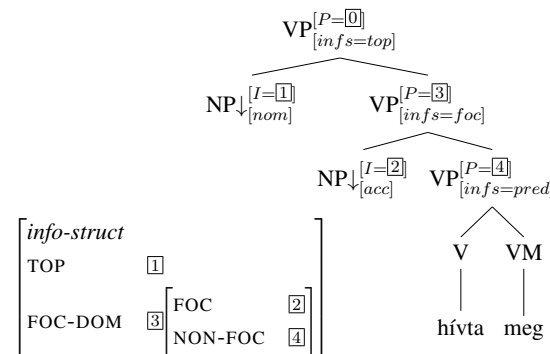 VP[P=0][infs=top]
NP↓[I=1][nom] VP[P=3][infs=foc]
NP↓[I=2][acc] VP[P=4][infs=pred
V VM
hívta meg
info-struct
TOP 1
FOC-DOM 3 FOC 2
NON-FOC 4